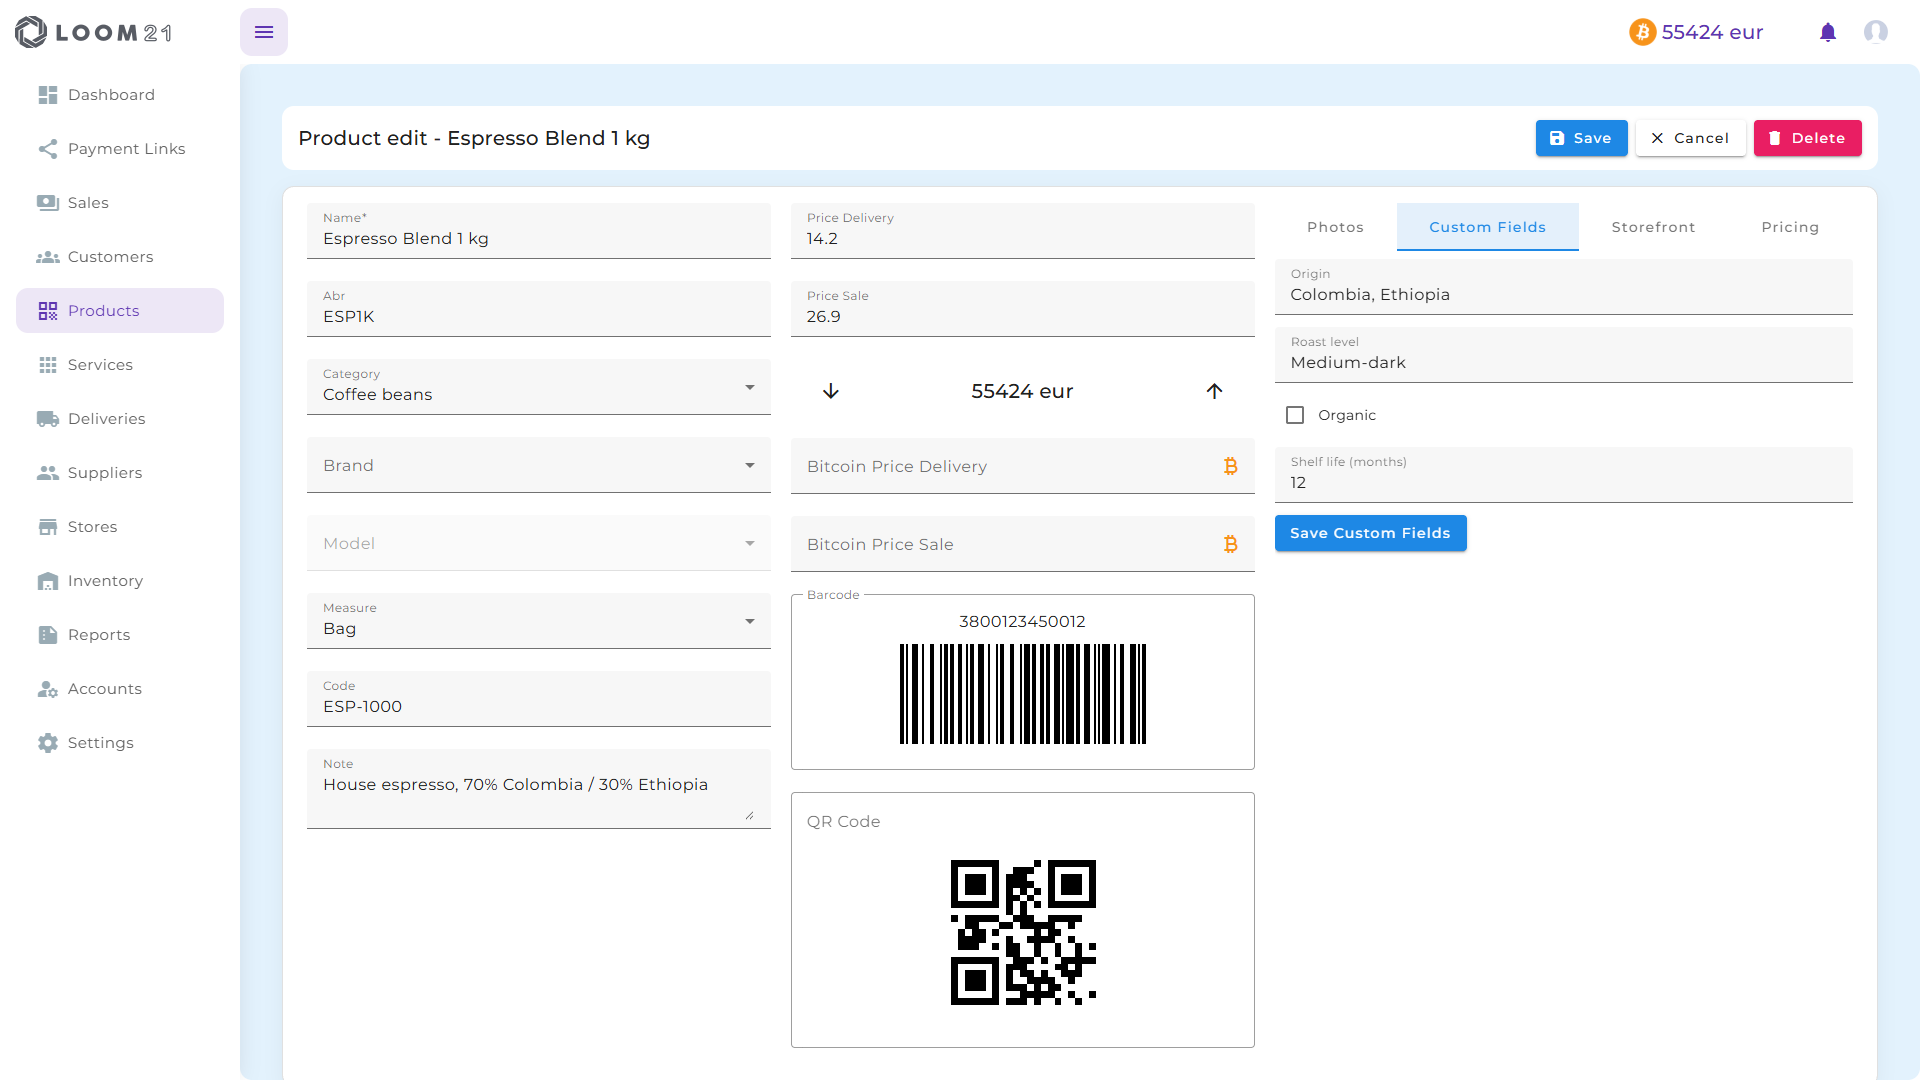 LOOM21
55424 eur
Dashboard
Payment Links
Sales
Customers
Products
Services
Deliveries
Suppliers
Stores
Inventory
Reports
Accounts
Settings
Product edit - Espresso Blend 1 kg
Save
Cancel
Delete
Name*
Espresso Blend 1 kg
Abr
ESP1K
Category
Coffee beans
Brand
Model
Measure
Bag
Code
ESP-1000
Note
House espresso, 70% Colombia / 30% Ethiopia
Price Delivery
14.2
Price Sale
26.9
55424 eur
Bitcoin Price Delivery
Bitcoin Price Sale
Barcode
3800123450012
QR Code
Photos
Custom Fields
Storefront
Pricing
Origin
Colombia, Ethiopia
Roast level
Medium-dark
Organic
Shelf life (months)
12
Save Custom Fields